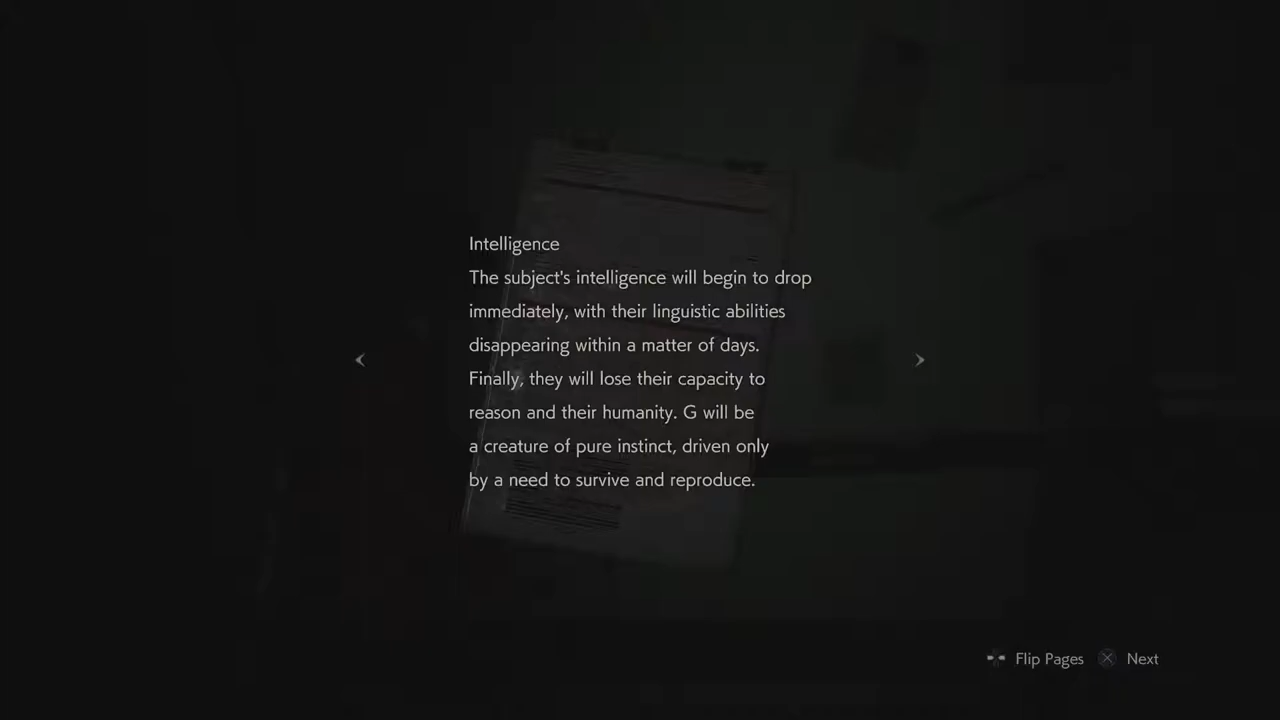 Intelligence
The subject's intelligence will begin to drop
immediately, with their linguistic abilities
disappearing within a matter of days.
Finally, they will lose their capacity to
reason and their humanity. G will be
a creature of pure instinct, driven only
by a need to survive and reproduce.
Flip Pages
Next